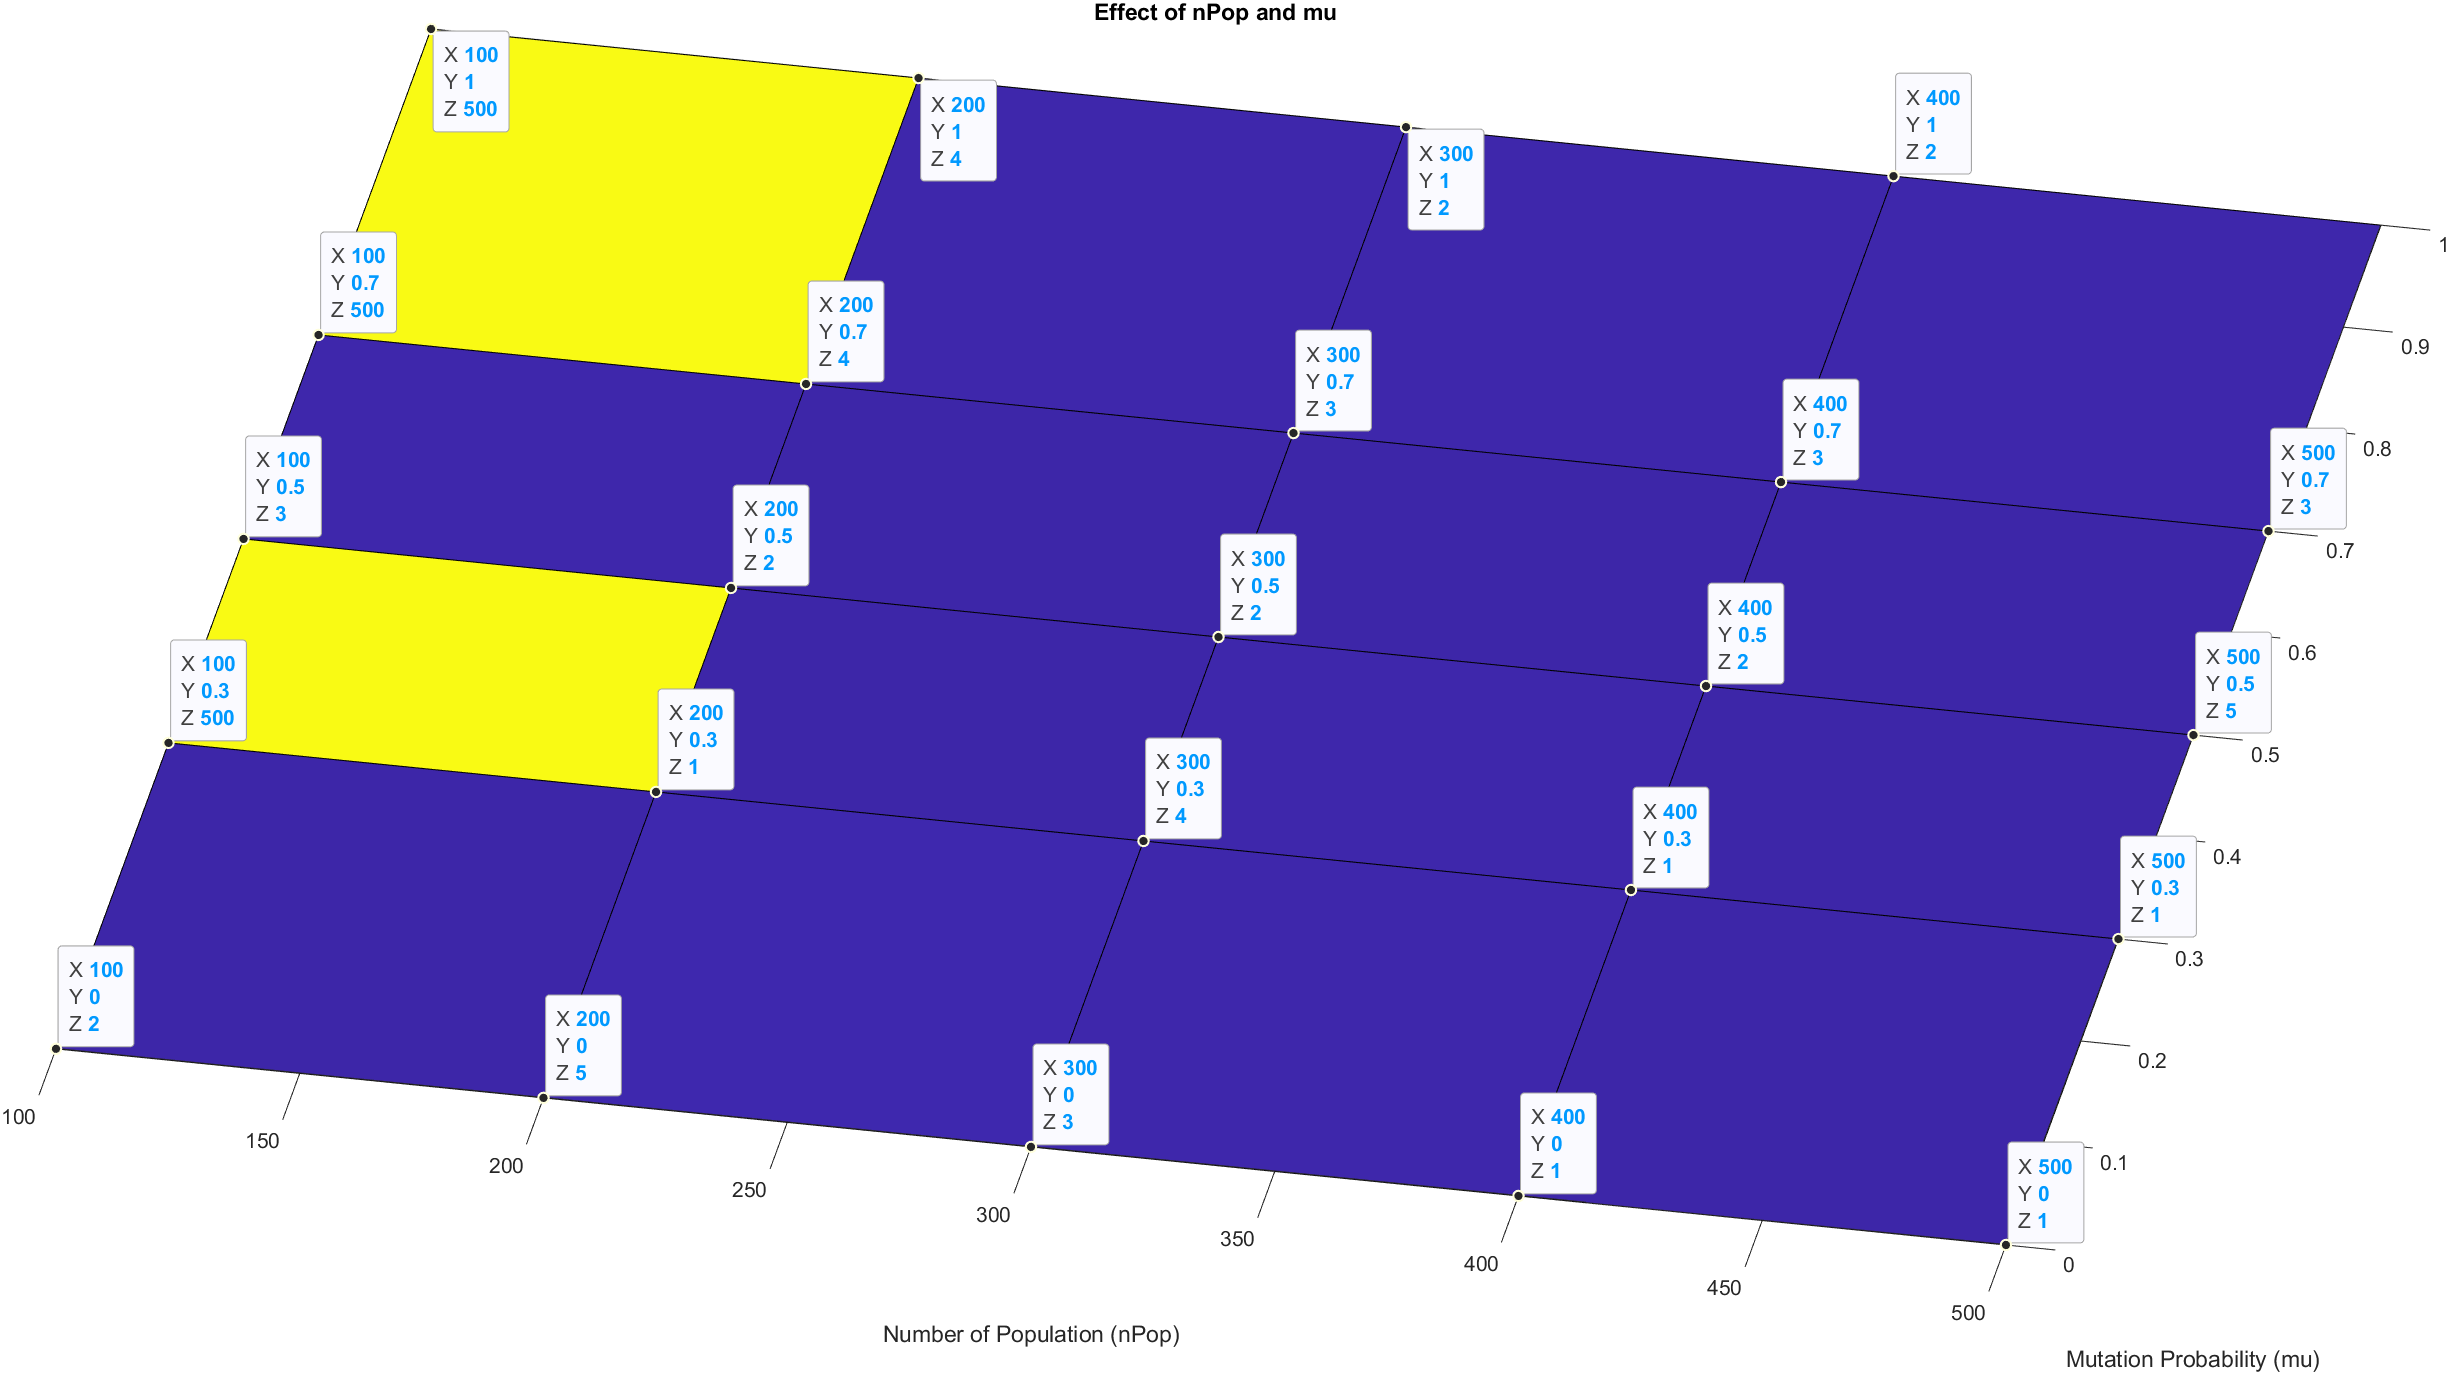 Effect of nPop and mu
X 100
Y 1
Z 500
X 200
Y 1
Z 4
X 300
Y 1
Z 2
X 400
Y 1
Z 2
X 100
Y 0.7
Z 500
X 200
Y 0.7
Z 4
X 300
Y 0.7
Z 3
X 400
Y 0.7
Z 3
X 500
Y 0.7
Z 3
X 100
Y 0.5
Z 3
X 200
Y 0.5
Z 2
X 300
Y 0.5
Z 2
X 400
Y 0.5
Z 2
X 500
Y 0.5
Z 5
X 100
Y 0.3
Z 500
X 200
Y 0.3
Z 1
X 300
Y 0.3
Z 4
X 400
Y 0.3
Z 1
X 500
Y 0.3
Z 1
X 100
Y 0
Z 2
X 200
Y 0
Z 5
X 300
Y 0
Z 3
X 400
Y 0
Z 1
X 500
Y 0
Z 1
1
0.9
0.8
0.7
0.6
0.5
0.4
0.3
0.2
0.1
0
100
150
200
250
300
350
400
450
500
Number of Population (nPop)
Mutation Probability (mu)